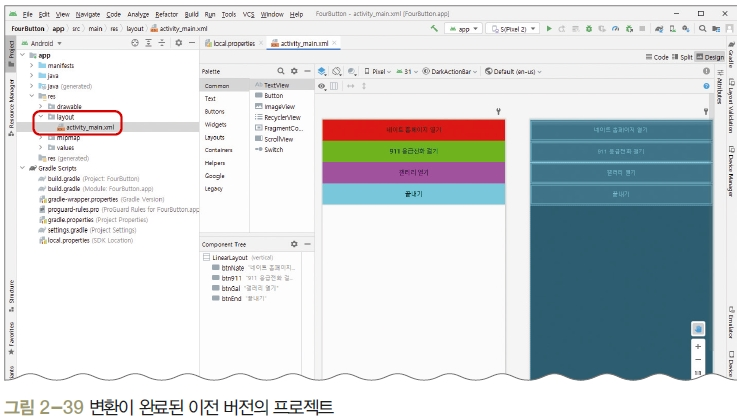 File Edit View Navigate Code Analyze Refactor Build Run Tools VCS Window Help FourButton - activity_main.xml [FourButton.app]
FourButton app src main res layout activity_main.xml
app
S(Pixel 2)
Project
Resource Manager
Structure
Favorites
Android
app
manifests
java
java (generated)
res
drawable
layout
activity_main.xml
mipmap
values
res (generated)
Gradle Scripts
build.gradle (Project: FourButton)
build.gradle (Module: FourButton.app)
gradle-wrapper.properties (Gradle Version)
proguard-rules.pro (ProGuard Rules for FourButton.app)
gradle.properties (Project Properties)
settings.gradle (Project Settings)
local.properties (SDK Location)
local.properties activity_main.xml
Code Split Design
Palette
Common
Text
Buttons
Widgets
Layouts
Containers
Helpers
Google
Legacy
Ab TextView
Button
ImageView
RecyclerView
FragmentCo...
ScrollView
Switch
Pixel 31 DarkActionBar Default (en-us)
네이트 홈페이지 열기
911 응급전화 걸기
갤러리 열기
끝내기
네이트 홈페이지 열기
911 응급전화 걸기
갤러리 열기
끝내기
Component Tree
LinearLayout (vertical)
btnNate "네이트 홈페이지...
btn911 "911 응급전화 걸...
btnGal "갤러리 열기"
btnEnd "끝내기"
1:1
Gradle
Layout Validation
Device Manager
Emulator
Attributes
그림 2-39 변환이 완료된 이전 버전의 프로젝트